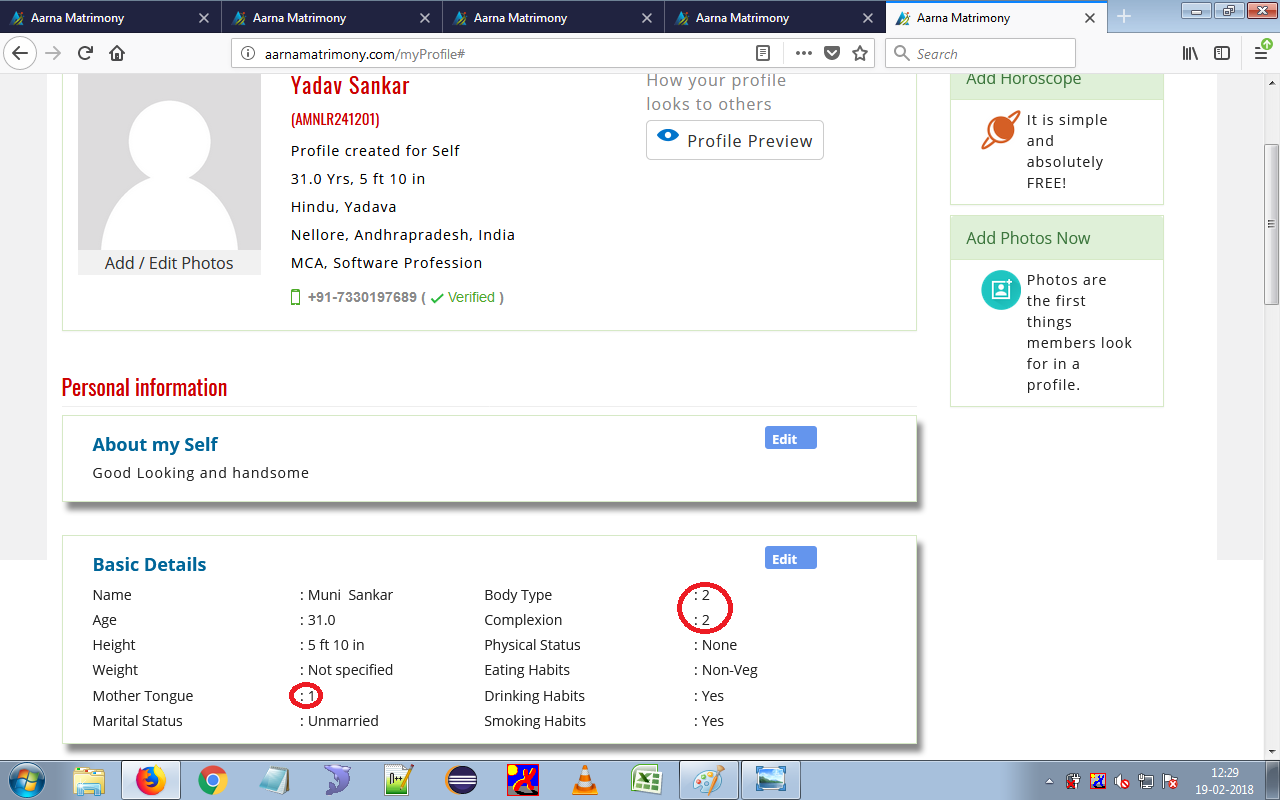 Aarna Matrimony
Aarna Matrimony
Aarna Matrimony
Aarna Matrimony
Aarna Matrimony
aarnamatrimony.com/myProfile#
Search
Yadav Sankar
(AMNLR241201)
Profile created for Self
31.0 Yrs, 5 ft 10 in
Hindu, Yadava
Nellore, Andhrapradesh, India
MCA, Software Profession
+91-7330197689 ( Verified )
Add / Edit Photos
How your profile
looks to others
Profile Preview
Add Horoscope
It is simple
and
absolutely
FREE!
Add Photos Now
Photos are
the first
things
members look
for in a
profile.
Personal information
About my Self
Edit
Good Looking and handsome
Basic Details
Edit
Name : Muni Sankar Body Type : 2
Age : 31.0 Complexion : 2
Height : 5 ft 10 in Physical Status : None
Weight : Not specified Eating Habits : Non-Veg
Mother Tongue : 1 Drinking Habits : Yes
Marital Status : Unmarried Smoking Habits : Yes
N++
12:29
19-02-2018